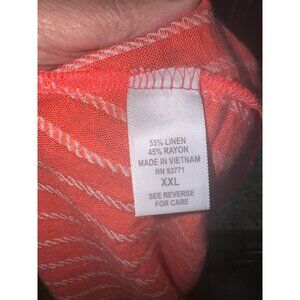 55% LINEN
45% RAYON
MADE IN VIETNAM
RN 93771
XXL
SEE REVERSE
FOR CARE